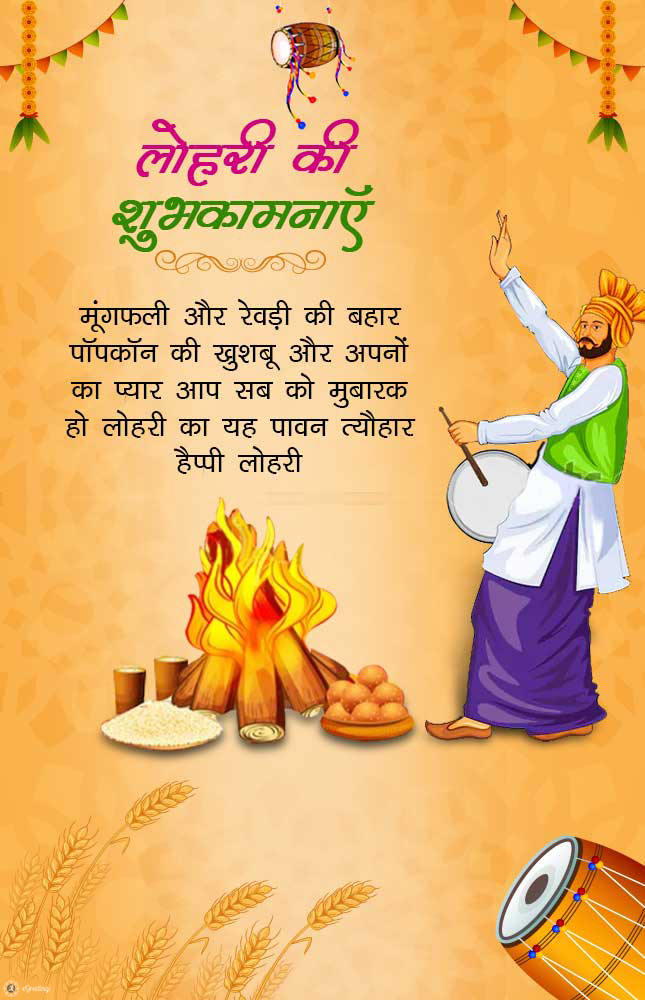 लोहरी की
शुभकामनाऍ
मूंगफली और रेवड़ी की बहार
पॉपकॉन की खुशबू और अपनों
का प्यार आप सब को मुबारक
हो लोहरी का यह पावन त्यौहार
हैप्पी लोहरी